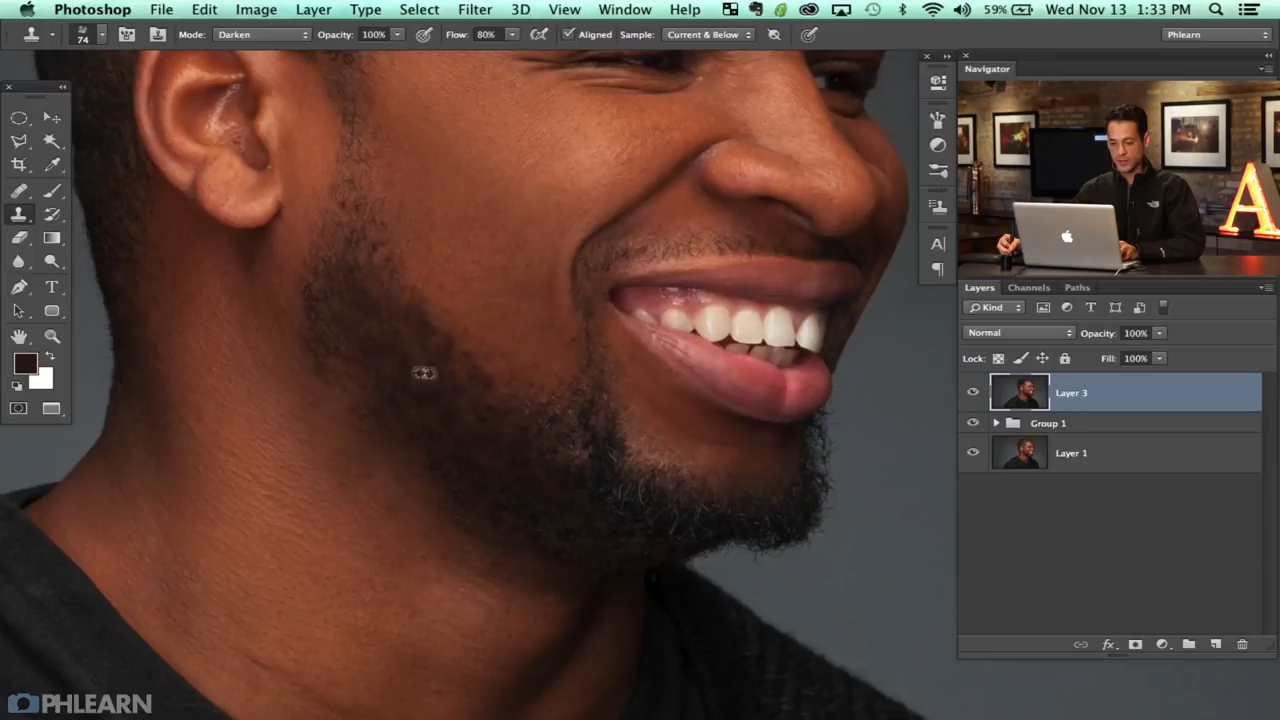 Photoshop File Edit Image Layer Type Select Filter 3D View Window Help 59% Wed Nov 13 1:33 PM
74 Mode: Darken Opacity: 100% Flow: 80% Aligned Sample: Current & Below Phlearn
Navigator
A
T
A
Layers Channels Paths
Kind T
Normal Opacity: 100%
Lock: Fill: 100%
Layer 3
Group 1
Layer 1
fx
PHLEARN